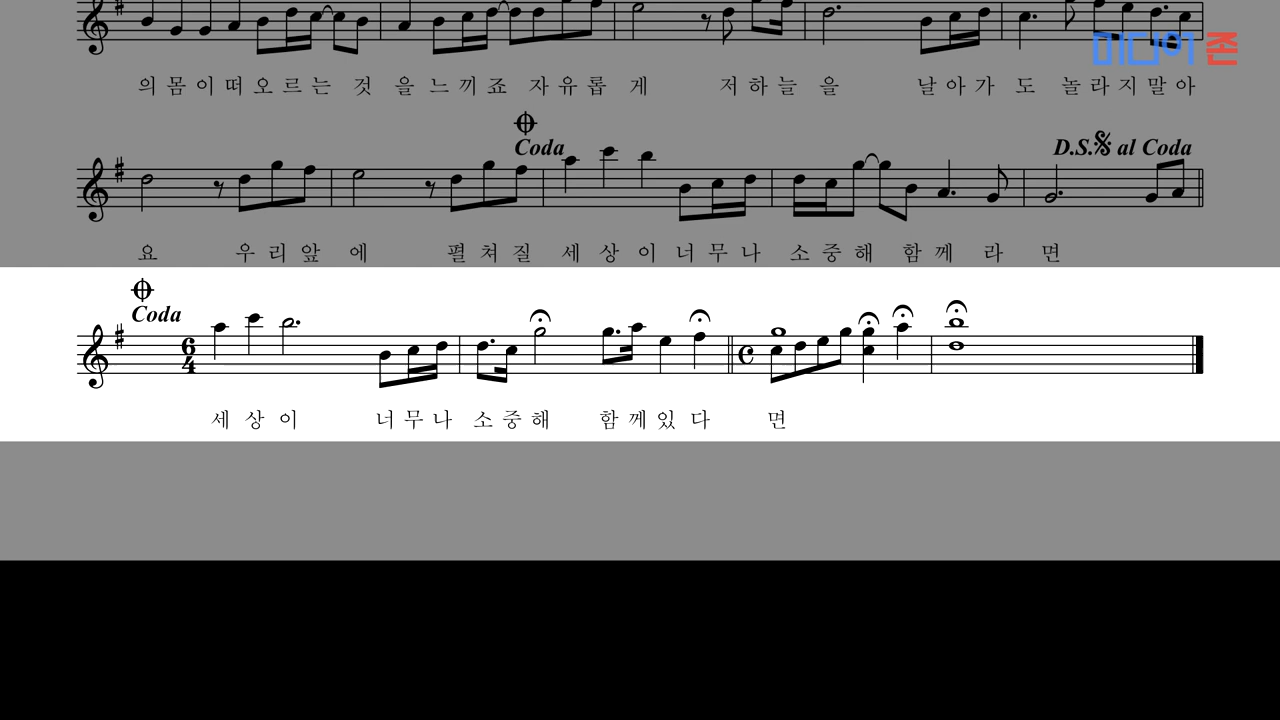 미디어존
의 몸 이 떠 오 르 는 것 을 느 끼 죠 자 유 롭 게 저 하 늘 을 날 아 가 도 놀 라 지 말 아
Coda D.S. al Coda
요 우 리 앞 에 펼 쳐 질 세 상 이 너 무 나 소 중 해 함 께 라 면
Coda
6
4
세 상 이 너 무 나 소 중 해 함 께 있 다 면